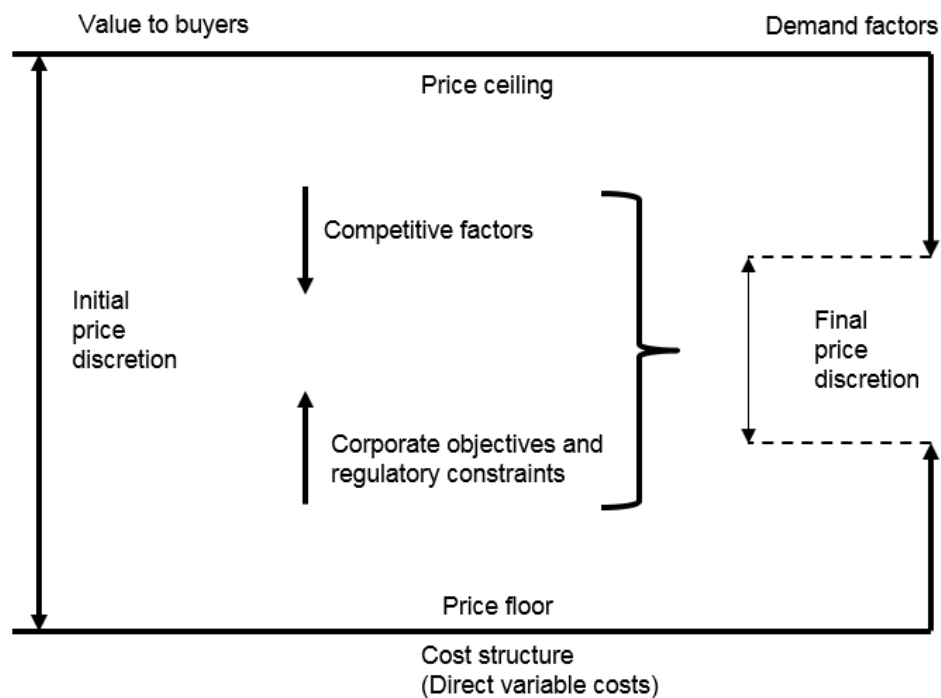 Value to buyers
Demand factors
Price ceiling
Competitive factors
Initial
price
discretion
Final
price
discretion
Corporate objectives and
regulatory constraints
Price floor
Cost structure
(Direct variable costs)